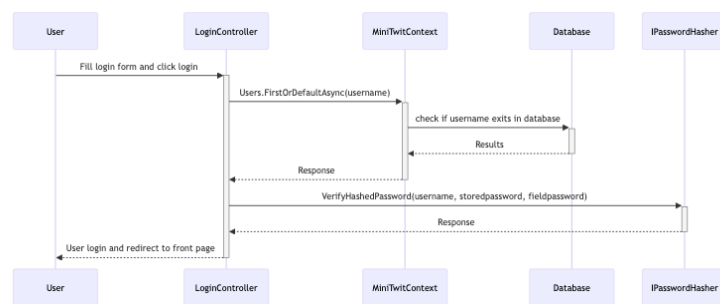 User LoginController MiniTwitContext Database IPasswordHasher
Fill login form and click login
Users.FirstOrDefaultAsync(username)
check if username exits in database
Results
Response
VerifyHashedPassword(username, storedpassword, fieldpassword)
Response
User login and redirect to front page
User LoginController MiniTwitContext Database IPasswordHasher